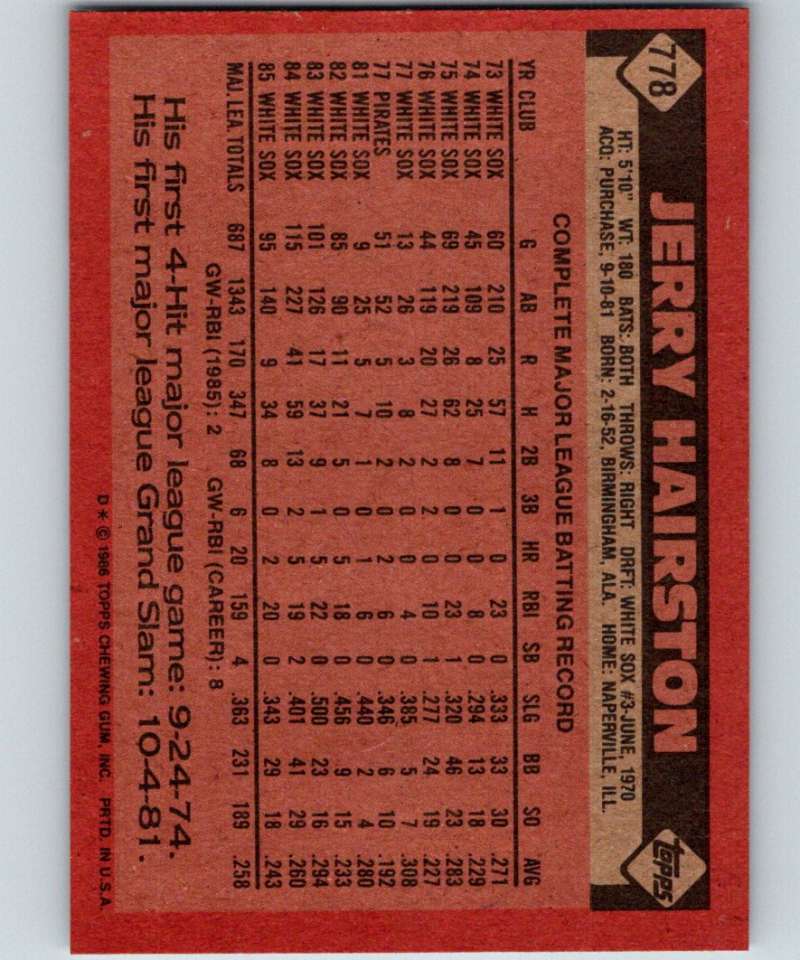 778
JERRY HAIRSTON
topps
HT: 5'10" WT: 180 BATS: BOTH THROWS: RIGHT DRFT: WHITE SOX #3-JUNE, 1970
ACQ: PURCHASE, 9-10-81 BORN: 2-16-52, BIRMINGHAM, ALA. HOME: NAPERVILLE, ILL.
COMPLETE MAJOR LEAGUE BATTING RECORD
YR CLUB G AB R H 2B 3B HR RBI SB SLG BB SO AVG
73 WHITE SOX 60 210 25 57 11 1 0 23 0 .333 33 30 .271
74 WHITE SOX 45 109 8 25 7 0 0 8 0 .294 13 18 .229
75 WHITE SOX 69 219 26 62 8 0 0 23 1 .320 46 23 .283
76 WHITE SOX 44 119 20 27 2 2 0 10 1 .277 24 19 .227
77 WHITE SOX 13 26 3 8 2 0 0 4 0 .385 5 7 .308
77 PIRATES 51 52 5 10 2 0 2 6 0 .346 6 10 .192
81 WHITE SOX 9 25 5 7 1 0 1 6 0 .440 2 4 .280
82 WHITE SOX 85 90 11 21 5 0 5 18 0 .456 9 15 .233
83 WHITE SOX 101 126 17 37 9 1 5 22 0 .500 23 16 .294
84 WHITE SOX 115 227 41 59 13 2 5 19 2 .401 41 29 .260
85 WHITE SOX 95 140 9 34 8 0 2 20 0 .343 29 18 .243
MAJ. LEA. TOTALS 687 1343 170 347 68 6 20 159 4 .363 231 189 .258
GW-RBI (1985): 2 GW-RBI (CAREER): 8
His first 4-Hit major league game: 9-24-74.
His first major league Grand Slam: 10-4-81.
D * © 1986 TOPPS CHEWING GUM, INC. PRTD. IN U.S.A.